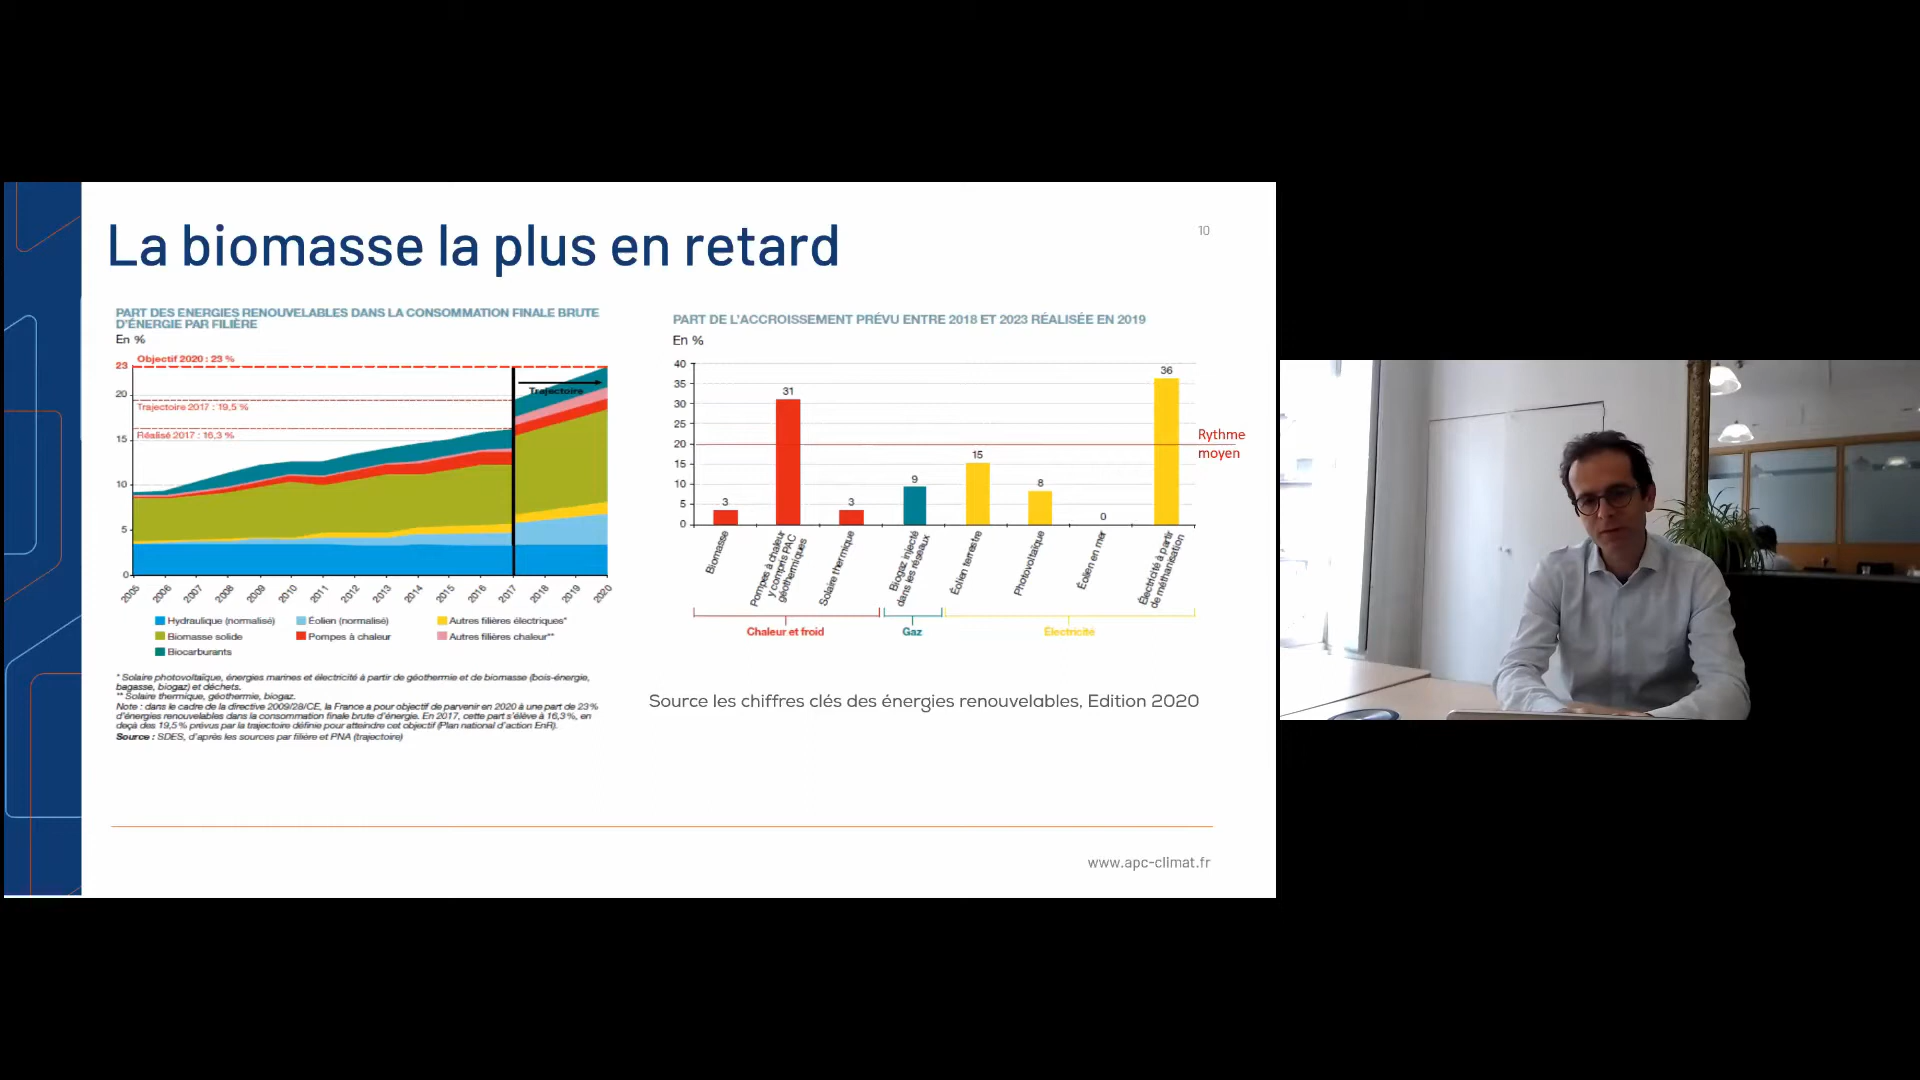 La biomasse la plus en retard
10
PART DES ENERGIES RENOUVELABLES DANS LA CONSOMMATION FINALE BRUTE
D'ÉNERGIE PAR FILIÈRE
En %
Objectif 2020 : 23 %
Trajectoire
Trajectoire 2017 : 19,5 %
Réalisé 2017 : 16,3 %
23
20
15
10
5
0
2005 2006 2007 2008 2009 2010 2011 2012 2013 2014 2015 2016 2017 2018 2019 2020
Hydraulique (normalisé) Éolien (normalisé) Autres filières électriques*
Biomasse solide Pompes à chaleur Autres filières chaleur**
Biocarburants
* Solaire photovoltaïque, énergies marines et électricité à partir de géothermie et de biomasse (bois-énergie,
bagasse, biogaz) et déchets.
** Solaire thermique, géothermie, biogaz.
Note : dans le cadre de la directive 2009/28/CE, la France a pour objectif de parvenir en 2020 à une part de 23 %
d'énergies renouvelables dans la consommation finale brute d'énergie. En 2017, cette part s'élève à 16,3 %, en
deçà des 19,5 % prévus par la trajectoire définie pour atteindre cet objectif (Plan national d'action EnR).
Source : SDES, d'après les sources par filière et PNA (trajectoire)
PART DE L'ACCROISSEMENT PRÉVU ENTRE 2018 ET 2023 RÉALISÉE EN 2019
En %
40
35
30
25
20
15
10
5
0
3
31
3
9
15
8
0
36
Rythme
moyen
Biomasse
Pompes à chaleur
y compris PAC
géothermiques
Solaire thermique
Biogaz injecté
dans les réseaux
Éolien terrestre
Photovoltaïque
Éolien en mer
Électricité à partir
de méthanisation
Chaleur et froid
Gaz
Électricité
Source les chiffres clés des énergies renouvelables, Edition 2020
www.apc-climat.fr